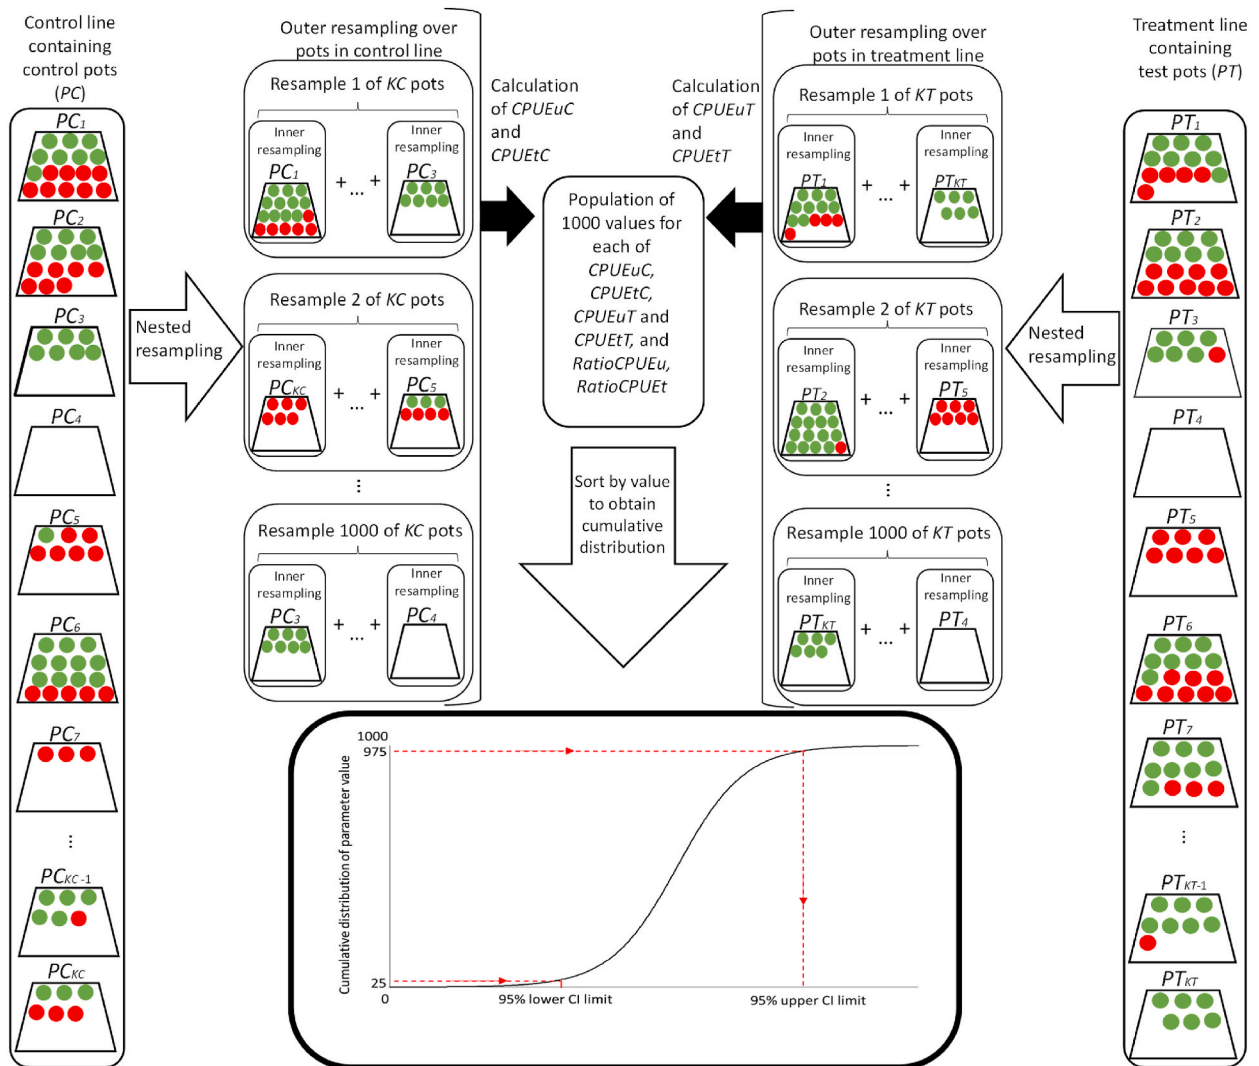 Control line
containing
control pots
(PC)
PC1
PC2
PC3
PC4
PC5
PC6
PC7
...
PCKC-1
PCKC
Nested
resampling
Outer resampling over
pots in control line
Resample 1 of KC pots
Inner
resampling
PC1
+ ... +
Inner
resampling
PC3
Resample 2 of KC pots
Inner
resampling
PCKC
+ ... +
Inner
resampling
PC5
...
Resample 1000 of KC pots
Inner
resampling
PC3
+ ... +
Inner
resampling
PC4
Calculation
of CPUEuC
and
CPUEtC
Population of
1000 values for
each of
CPUEuC,
CPUEtC,
CPUEuT and
CPUEtT, and
RatioCPUEu,
RatioCPUEt
Sort by value
to obtain
cumulative
distribution
Calculation
of CPUEuT
and
CPUEtT
Outer resampling over
pots in treatment line
Resample 1 of KT pots
Inner
resampling
PT1
+ ... +
Inner
resampling
PTKT
Resample 2 of KT pots
Inner
resampling
PT2
+ ... +
Inner
resampling
PT5
...
Resample 1000 of KT pots
Inner
resampling
PTKT
+ ... +
Inner
resampling
PT4
Nested
resampling
Treatment line
containing
test pots (PT)
PT1
PT2
PT3
PT4
PT5
PT6
PT7
...
PTKT-1
PTKT
Cumulative distribution of parameter value
1000
975
25
0
95% lower CI limit
95% upper CI limit